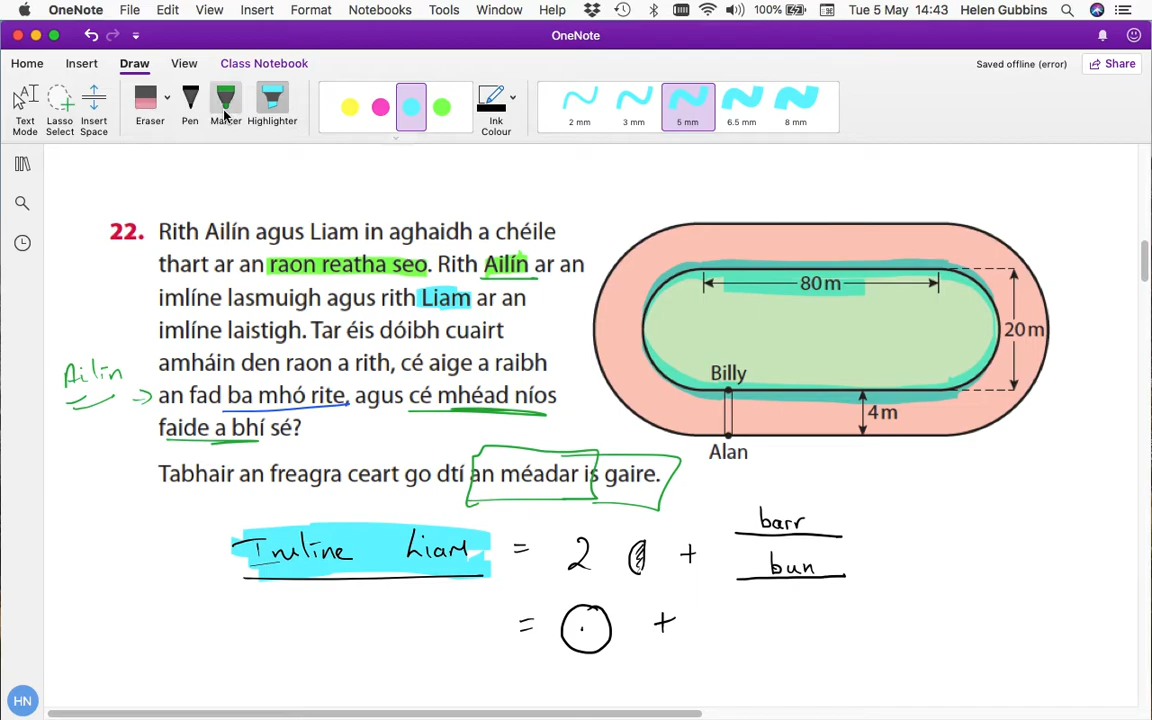 OneNote File Edit View Insert Format Notebooks Tools Window Help 100% Tue 5 May 14:43 Helen Gubbins
OneNote
Home Insert Draw View Class Notebook Saved offline (error) Share
Text Mode Lasso Select Insert Space Eraser Pen Marker Highlighter Ink Colour 2 mm 3 mm 5 mm 6.5 mm 8 mm
22. Rith Ailín agus Liam in aghaidh a chéile
thart ar an raon reatha seo. Rith Ailín ar an
imlíne lasmuigh agus rith Liam ar an
imlíne laistigh. Tar éis dóibh cuairt
amháin den raon a rith, cé aige a raibh
Ailín
an fad ba mhó rite, agus cé mhéad níos
faide a bhí sé?
Tabhair an freagra ceart go dtí an méadar is gaire.
80 m
20 m
Billy
4 m
Alan
Imlíne Liam = 2 + barr
bun
= +
HN